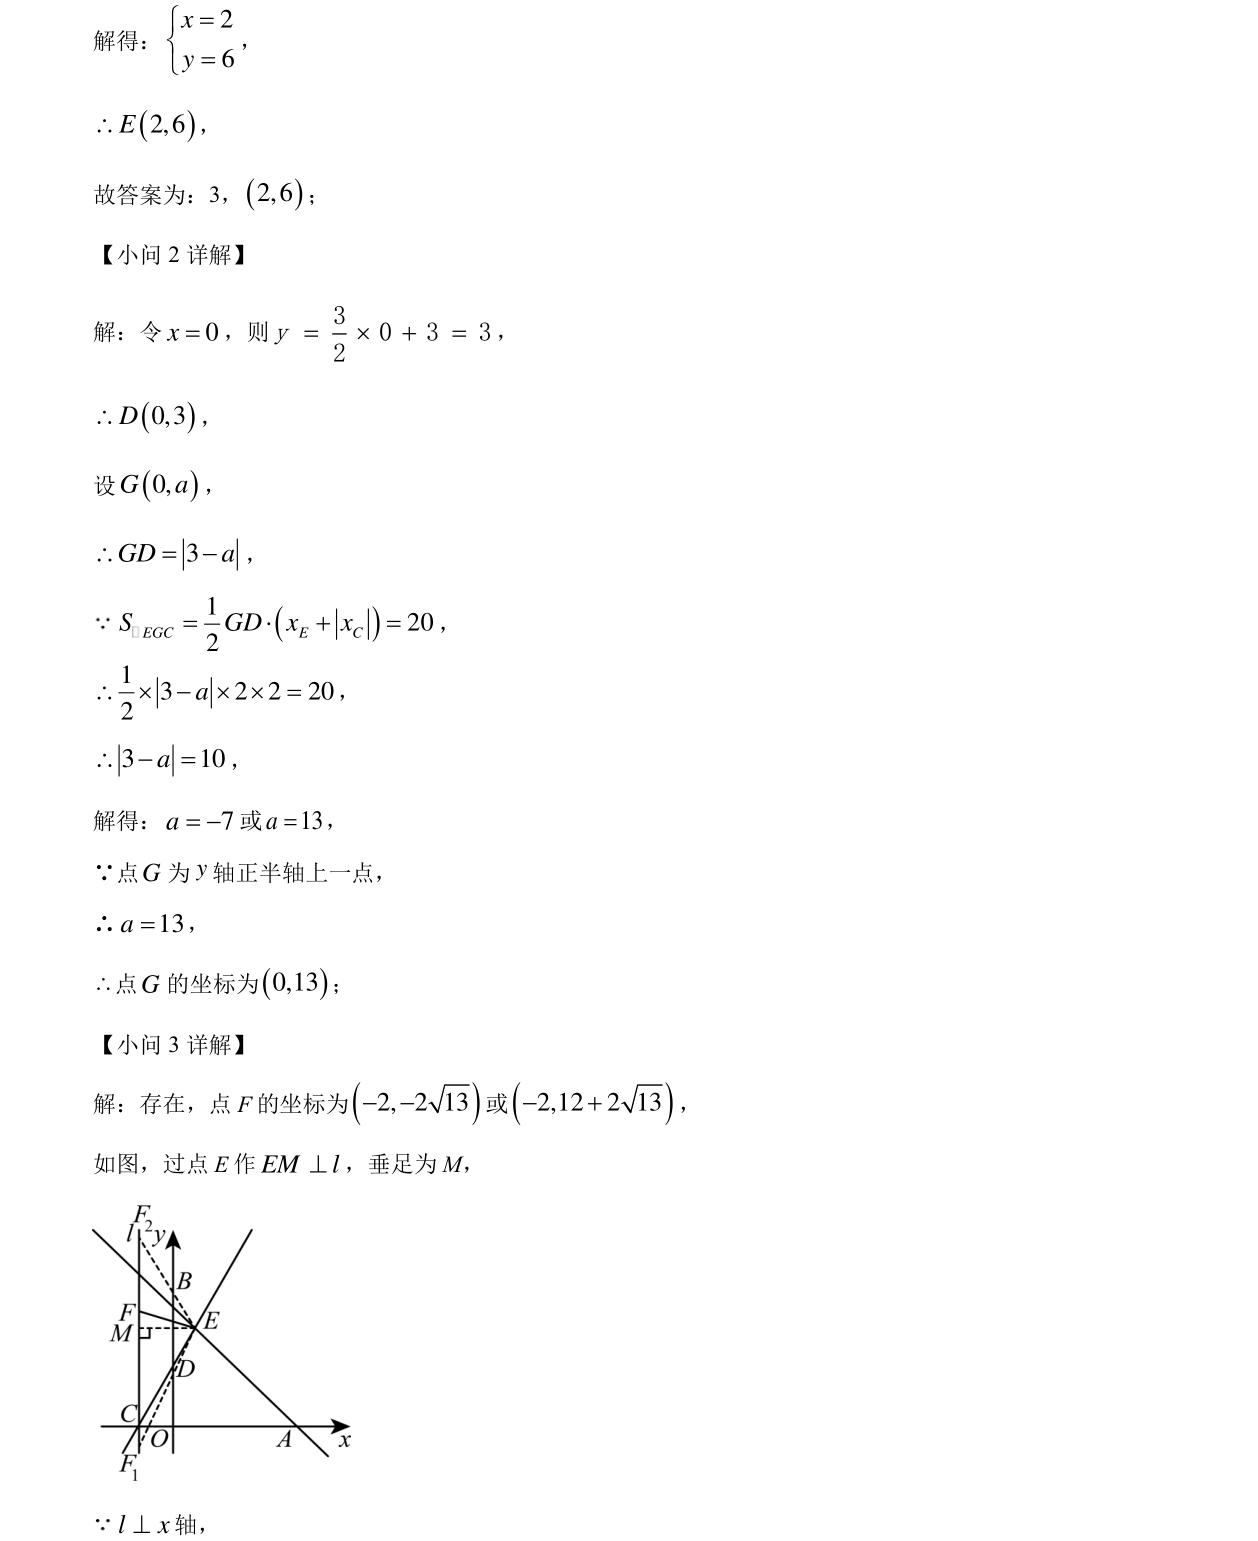 解得：{x=2
y=6，
∴E(2,6)，
故答案为：3，(2,6)；
【小问 2 详解】
解：令 x=0，则 y = 3/2 × 0 + 3 = 3，
∴D(0,3)，
设 G(0,a)，
∴GD=|3−a|，
∵ S□EGC = 1/2 GD·(x_E+|x_C|)=20，
∴1/2×|3−a|×2×2=20，
∴|3−a|=10，
解得：a=−7 或 a=13，
∵点 G 为 y 轴正半轴上一点，
∴ a=13，
∴点 G 的坐标为(0,13)；
【小问 3 详解】
解：存在，点 F 的坐标为(−2,−2√13)或(−2,12+2√13)，
如图，过点 E 作 EM ⊥ l，垂足为 M，
F₂
l y
B
F E
M
D
C
O A x
F₁
∵ l ⊥ x 轴，